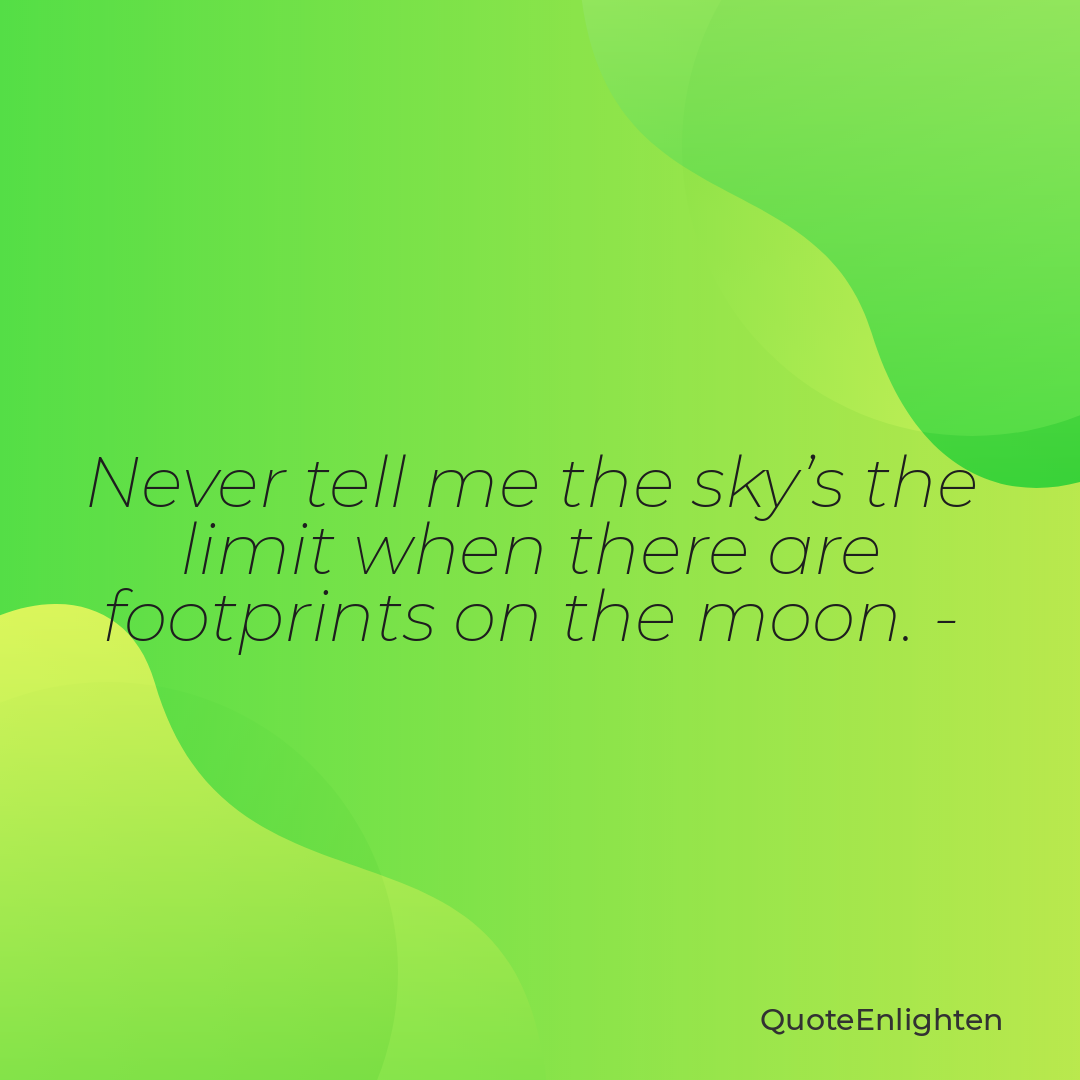 Never tell me the sky’s the
limit when there are
footprints on the moon. -
QuoteEnlighten